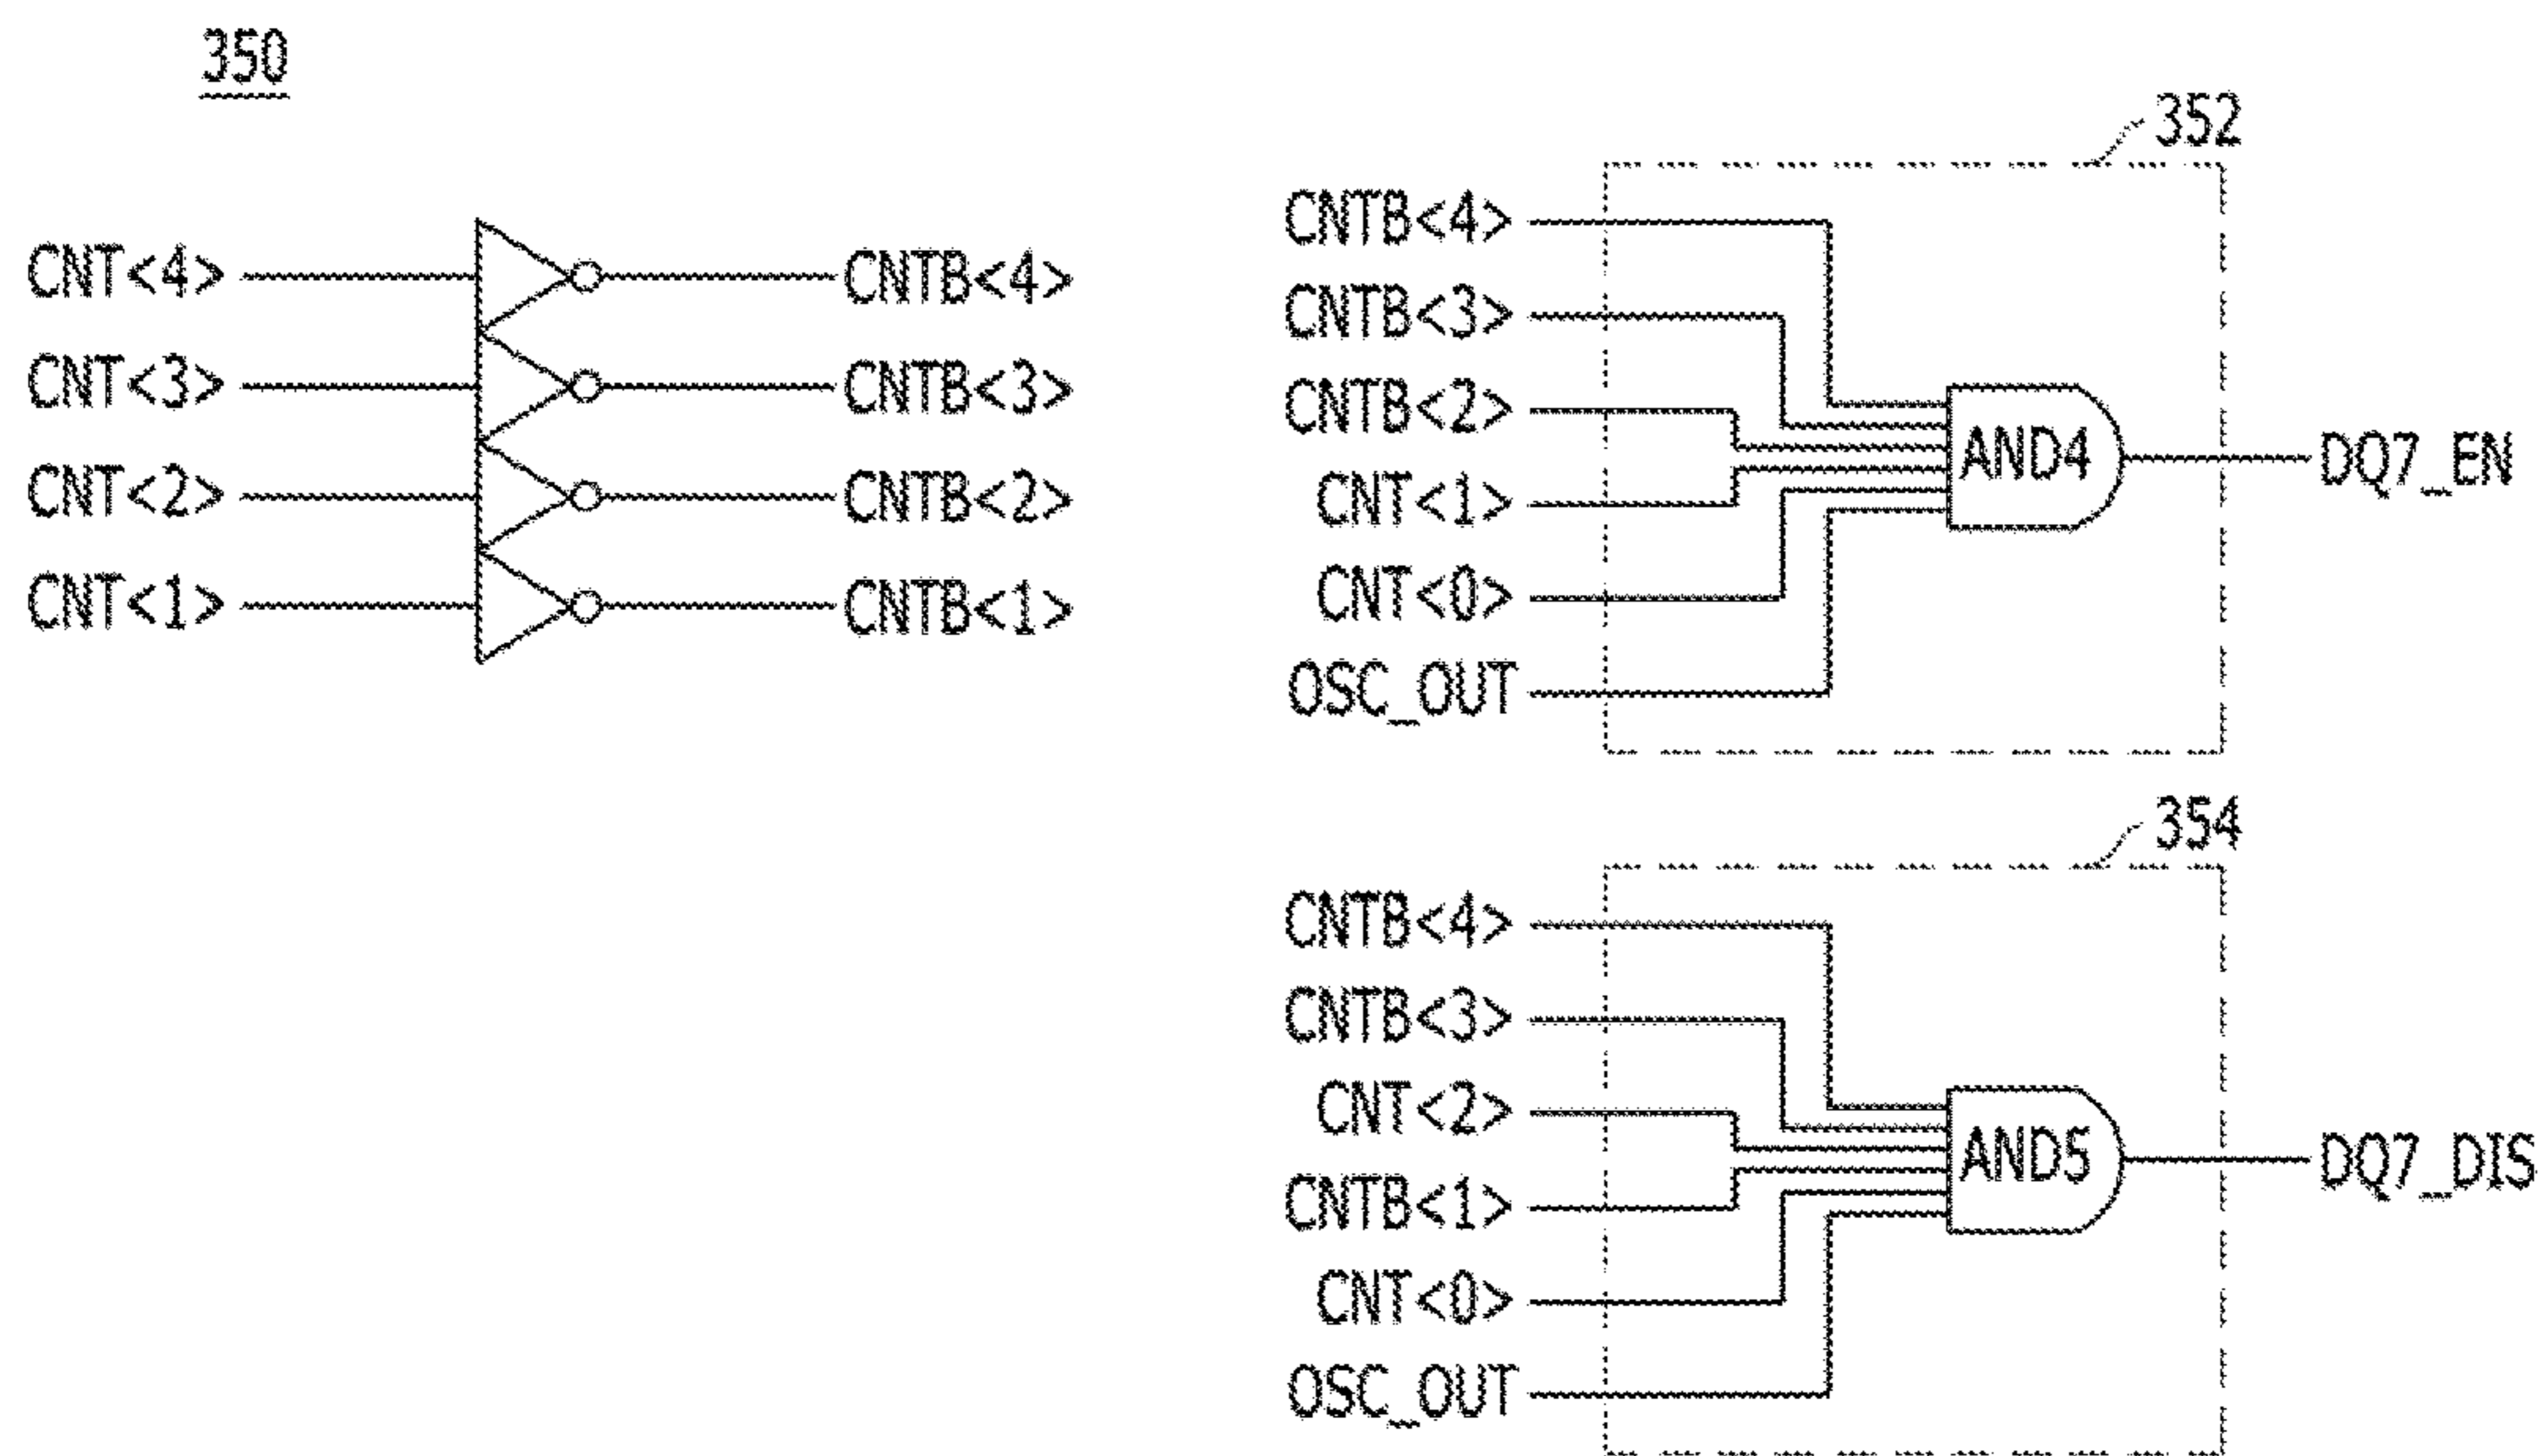 350
CNT<4>
CNTB<4>
CNT<3>
CNTB<3>
CNT<2>
CNTB<2>
CNT<1>
CNTB<1>
352
CNTB<4>
CNTB<3>
CNTB<2>
CNT<1>
CNT<0>
OSC_OUT
AND4
DQ7_EN
354
CNTB<4>
CNTB<3>
CNT<2>
CNTB<1>
CNT<0>
OSC_OUT
AND5
DQ7_DIS